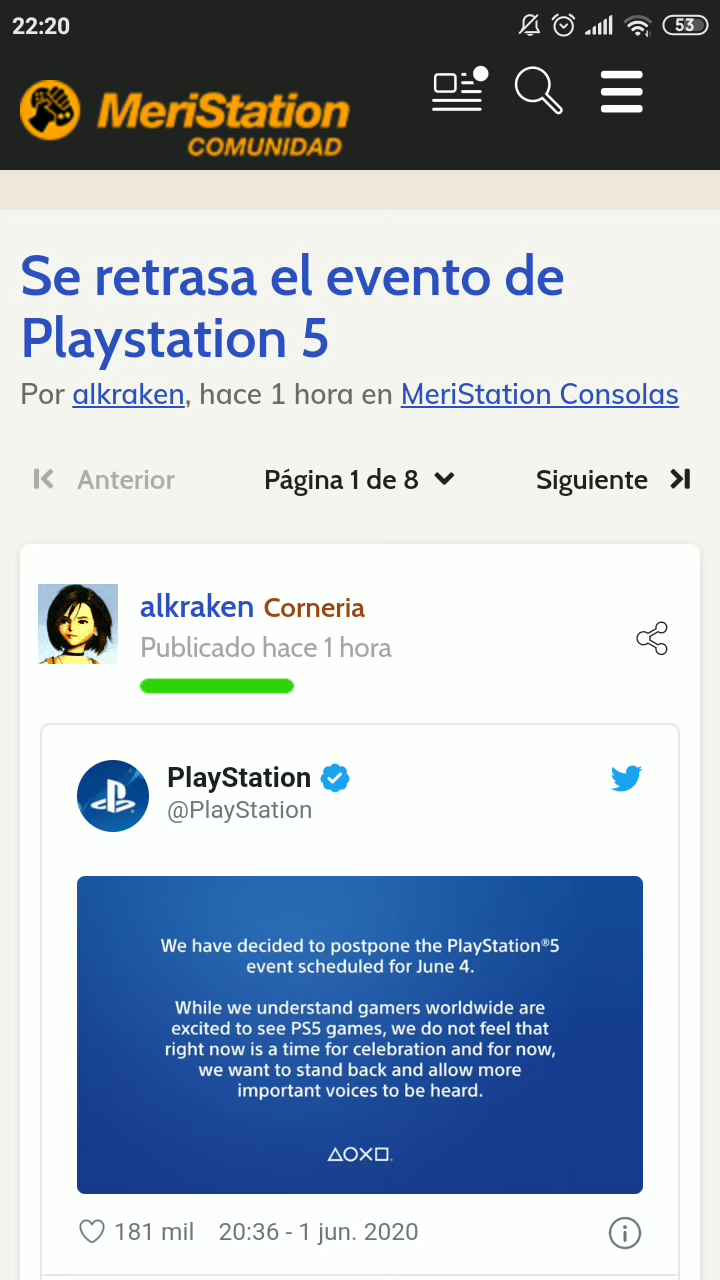 22:20
53
MeriStation
COMUNIDAD
Se retrasa el evento de
Playstation 5
Por alkraken, hace 1 hora en MeriStation Consolas
Anterior Página 1 de 8 Siguiente
alkraken Corneria
Publicado hace 1 hora
PlayStation
@PlayStation
We have decided to postpone the PlayStation®5
event scheduled for June 4.
While we understand gamers worldwide are
excited to see PS5 games, we do not feel that
right now is a time for celebration and for now,
we want to stand back and allow more
important voices to be heard.
181 mil 20:36 - 1 jun. 2020